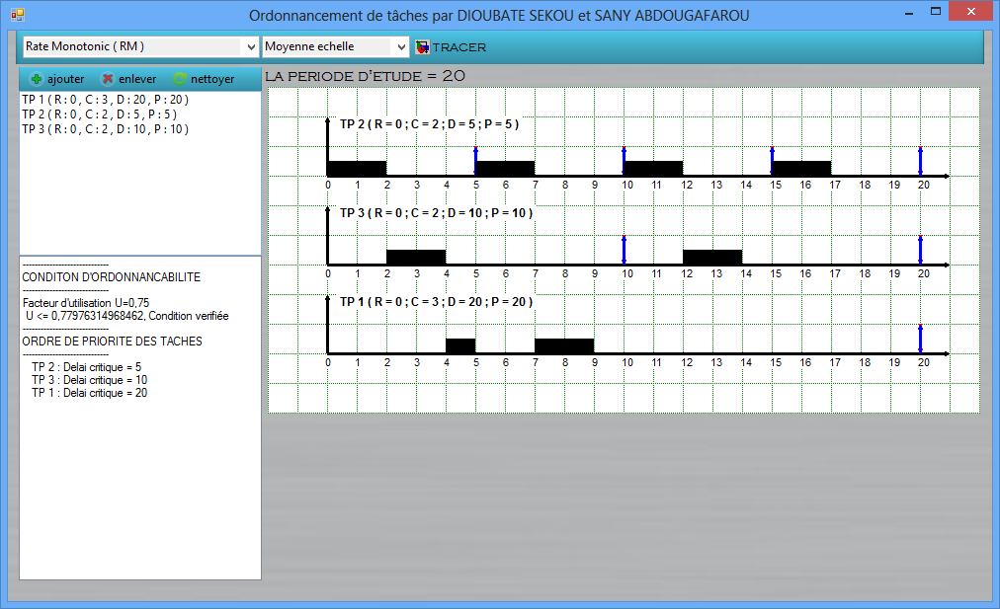 Ordonnancement de tâches par DIOUBATE SEKOU et SANY ABDOUGAFAROU
Rate Monotonic ( RM ) Moyenne echelle TRACER
ajouter enlever nettoyer
TP 1 ( R : 0 , C : 3 , D : 20 , P : 20 )
TP 2 ( R : 0 , C : 2 , D : 5 , P : 5 )
TP 3 ( R : 0 , C : 2 , D : 10 , P : 10 )
-----------------------------
CONDITON D'ORDONNANCABILITE
-----------------------------
Facteur d'utilisation U=0,75
U <= 0,77976314968462, Condition verifiée
-----------------------------
ORDRE DE PRIORITE DES TACHES
-----------------------------
TP 2 : Delai critique = 5
TP 3 : Delai critique = 10
TP 1 : Delai critique = 20
LA PERIODE D'ETUDE = 20
TP 2 ( R = 0 ; C = 2 ; D = 5 ; P = 5 )
0 1 2 3 4 5 6 7 8 9 10 11 12 13 14 15 16 17 18 19 20
TP 3 ( R = 0 ; C = 2 ; D = 10 ; P = 10 )
0 1 2 3 4 5 6 7 8 9 10 11 12 13 14 15 16 17 18 19 20
TP 1 ( R = 0 ; C = 3 ; D = 20 ; P = 20 )
0 1 2 3 4 5 6 7 8 9 10 11 12 13 14 15 16 17 18 19 20